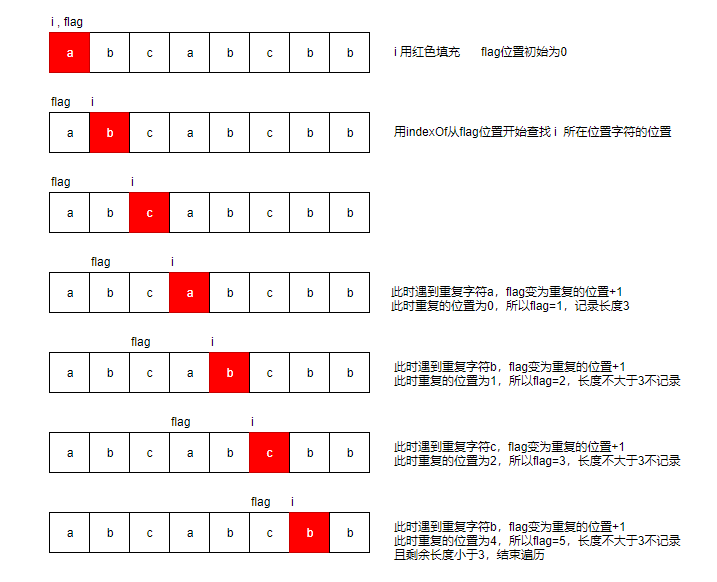 i , flag
a b c a b c b b
i 用红色填充 flag位置初始为0
flag i
a b c a b c b b
用indexOf从flag位置开始查找 i 所在位置字符的位置
flag i
a b c a b c b b
flag i
a b c a b c b b
此时遇到重复字符a，flag变为重复的位置+1
此时重复的位置为0，所以flag=1，记录长度3
flag i
a b c a b c b b
此时遇到重复字符b，flag变为重复的位置+1
此时重复的位置为1，所以flag=2，长度不大于3不记录
flag i
a b c a b c b b
此时遇到重复字符c，flag变为重复的位置+1
此时重复的位置为2，所以flag=3，长度不大于3不记录
flag i
a b c a b c b b
此时遇到重复字符b，flag变为重复的位置+1
此时重复的位置为4，所以flag=5，长度不大于3不记录
且剩余长度小于3，结束遍历